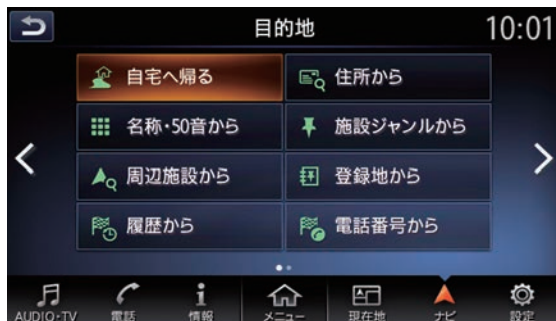 目的地
10:01
自宅へ帰る
住所から
名称・50音から
施設ジャンルから
周辺施設から
登録地から
履歴から
電話番号から
AUDIO・TV
電話
情報
メニュー
現在地
ナビ
設定